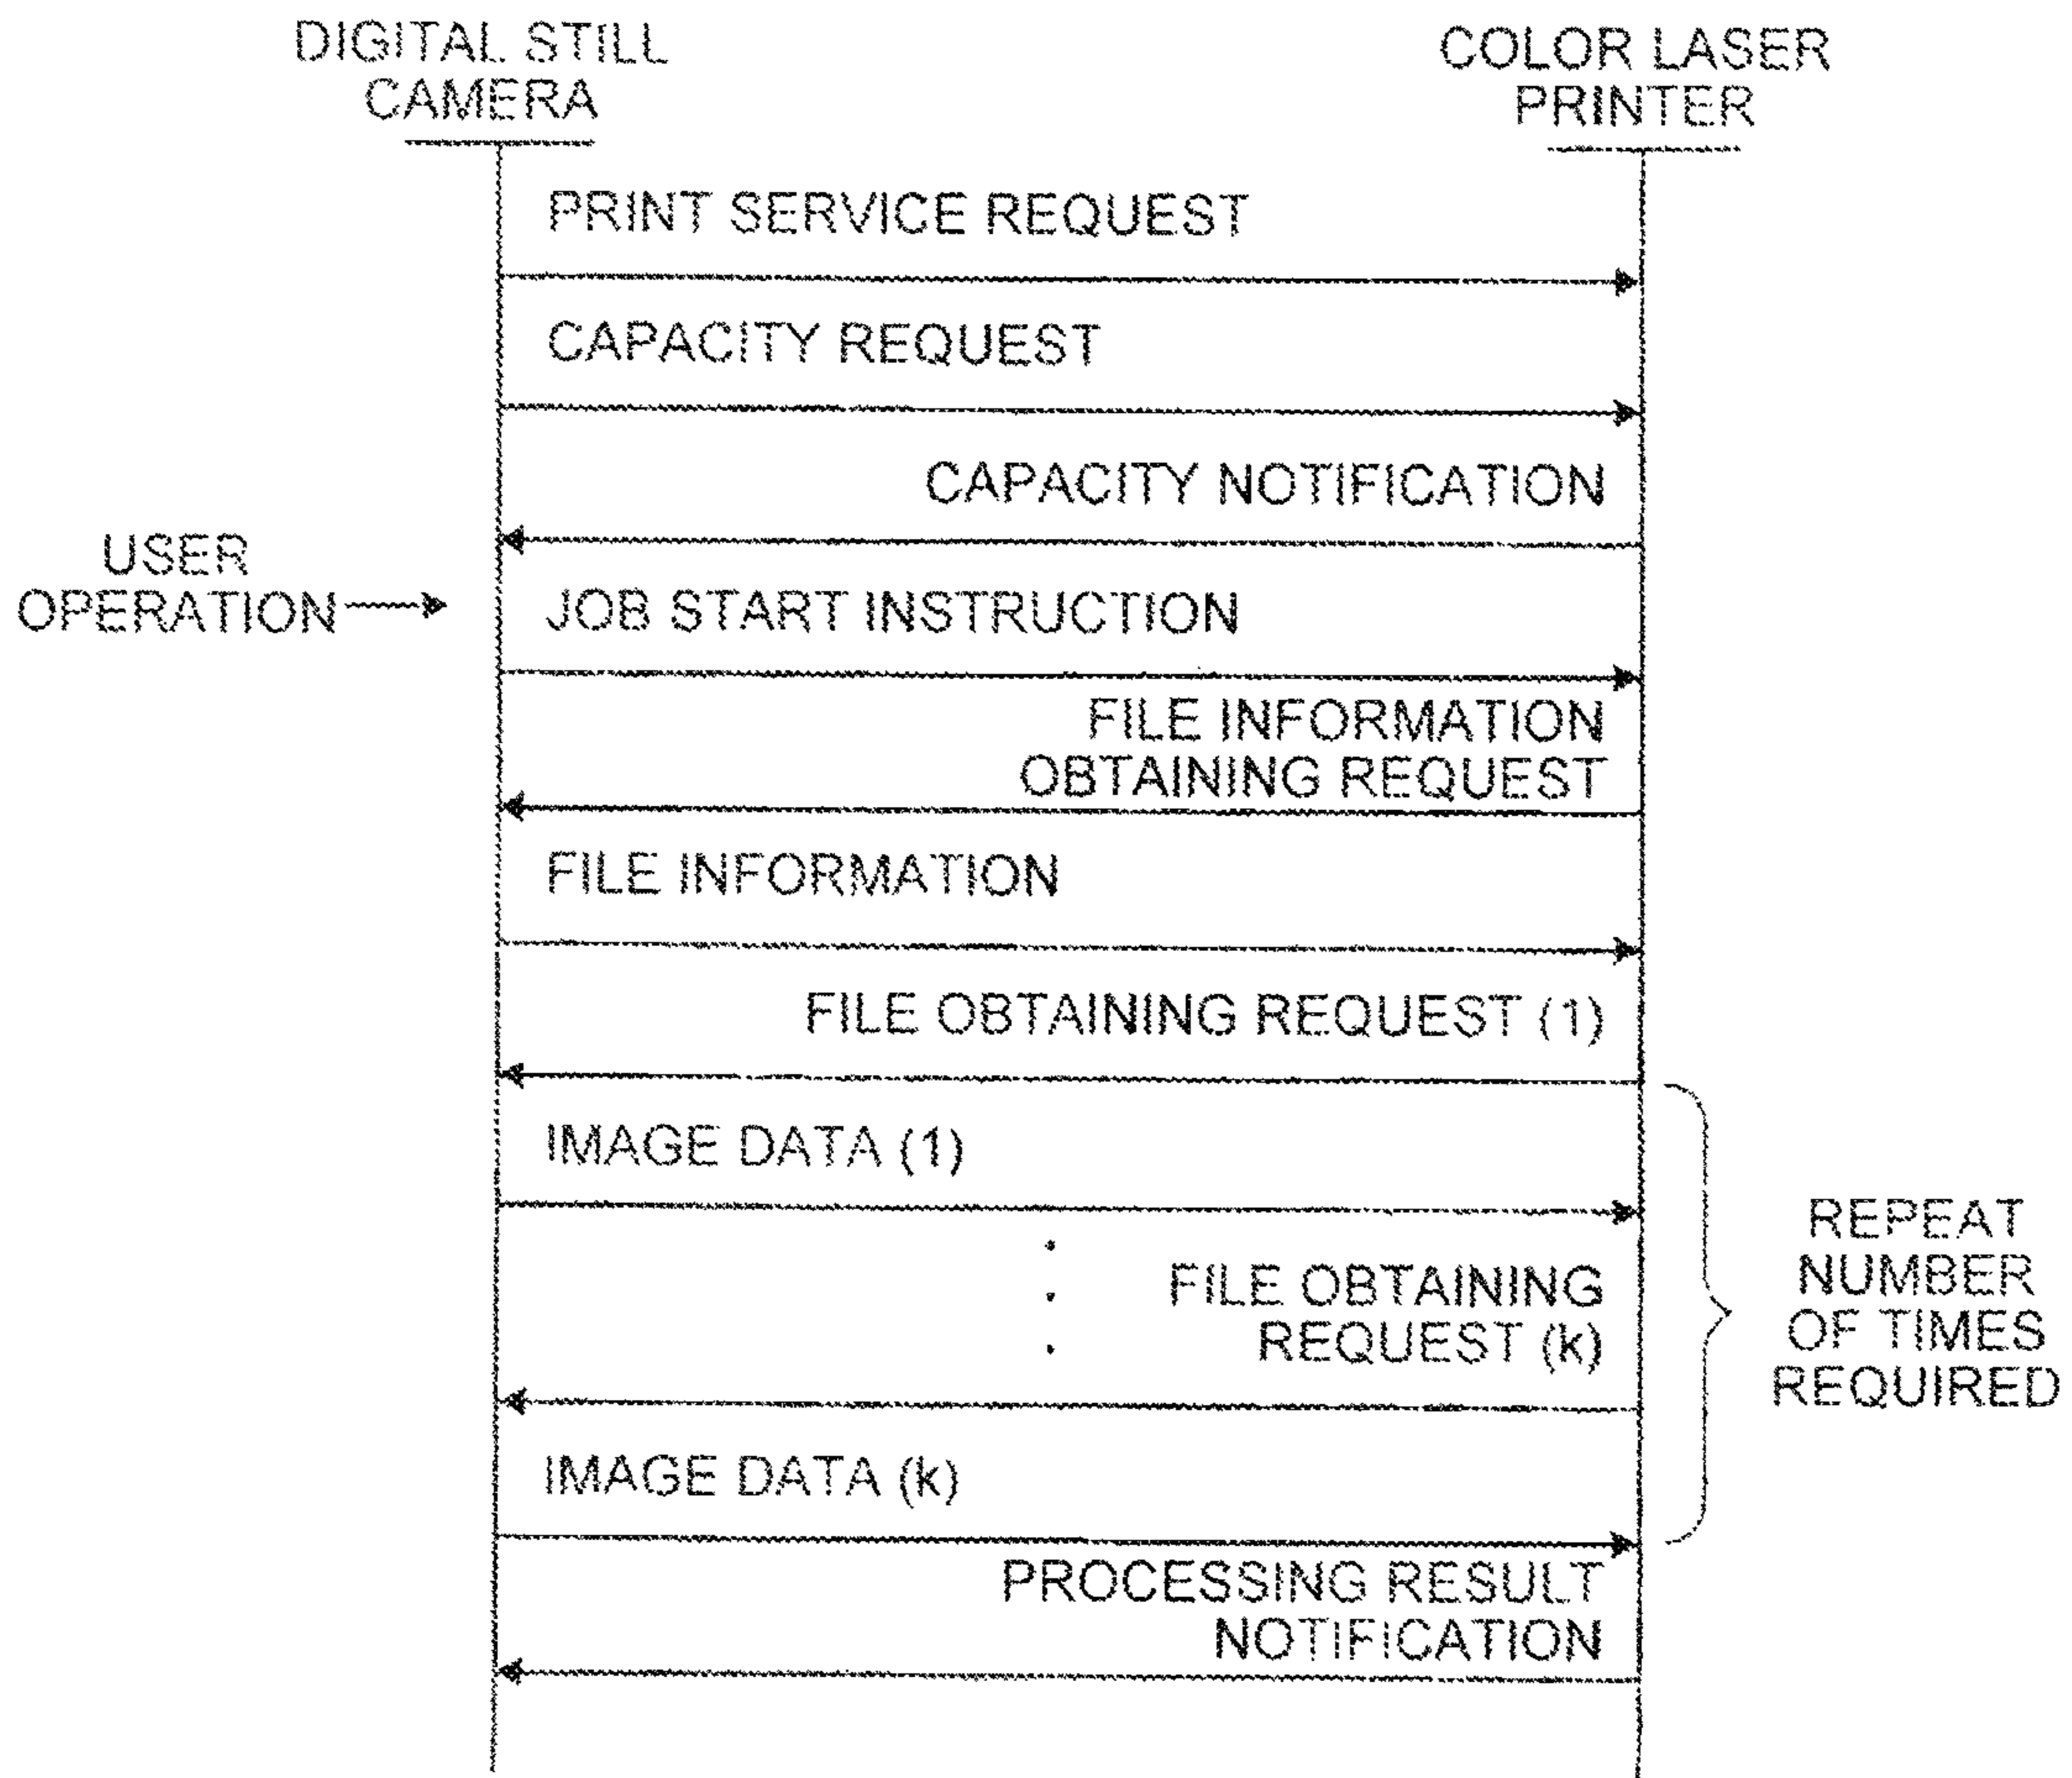 DIGITAL STILL
CAMERA
COLOR LASER
PRINTER
PRINT SERVICE REQUEST
CAPACITY REQUEST
CAPACITY NOTIFICATION
USER
OPERATION
JOB START INSTRUCTION
FILE INFORMATION
OBTAINING REQUEST
FILE INFORMATION
FILE OBTAINING REQUEST (1)
IMAGE DATA (1)
FILE OBTAINING
REQUEST (k)
REPEAT
NUMBER
OF TIMES
REQUIRED
IMAGE DATA (k)
PROCESSING RESULT
NOTIFICATION